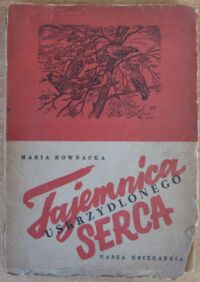 MARIA KOWNACKA
Tajemnica
USKRZYDLONEGO
SERCA
NASZA KSIĘGARNIA